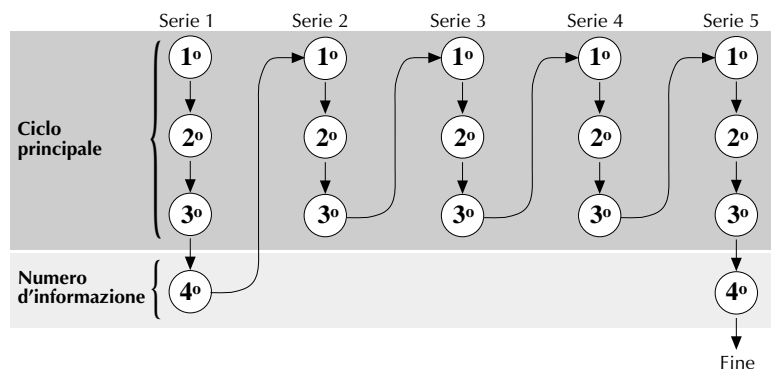 Serie 1 Serie 2 Serie 3 Serie 4 Serie 5
1º 1º 1º 1º 1º
Ciclo
principale
2º 2º 2º 2º 2º
3º 3º 3º 3º 3º
Numero
d’informazione
4º 4º
Fine